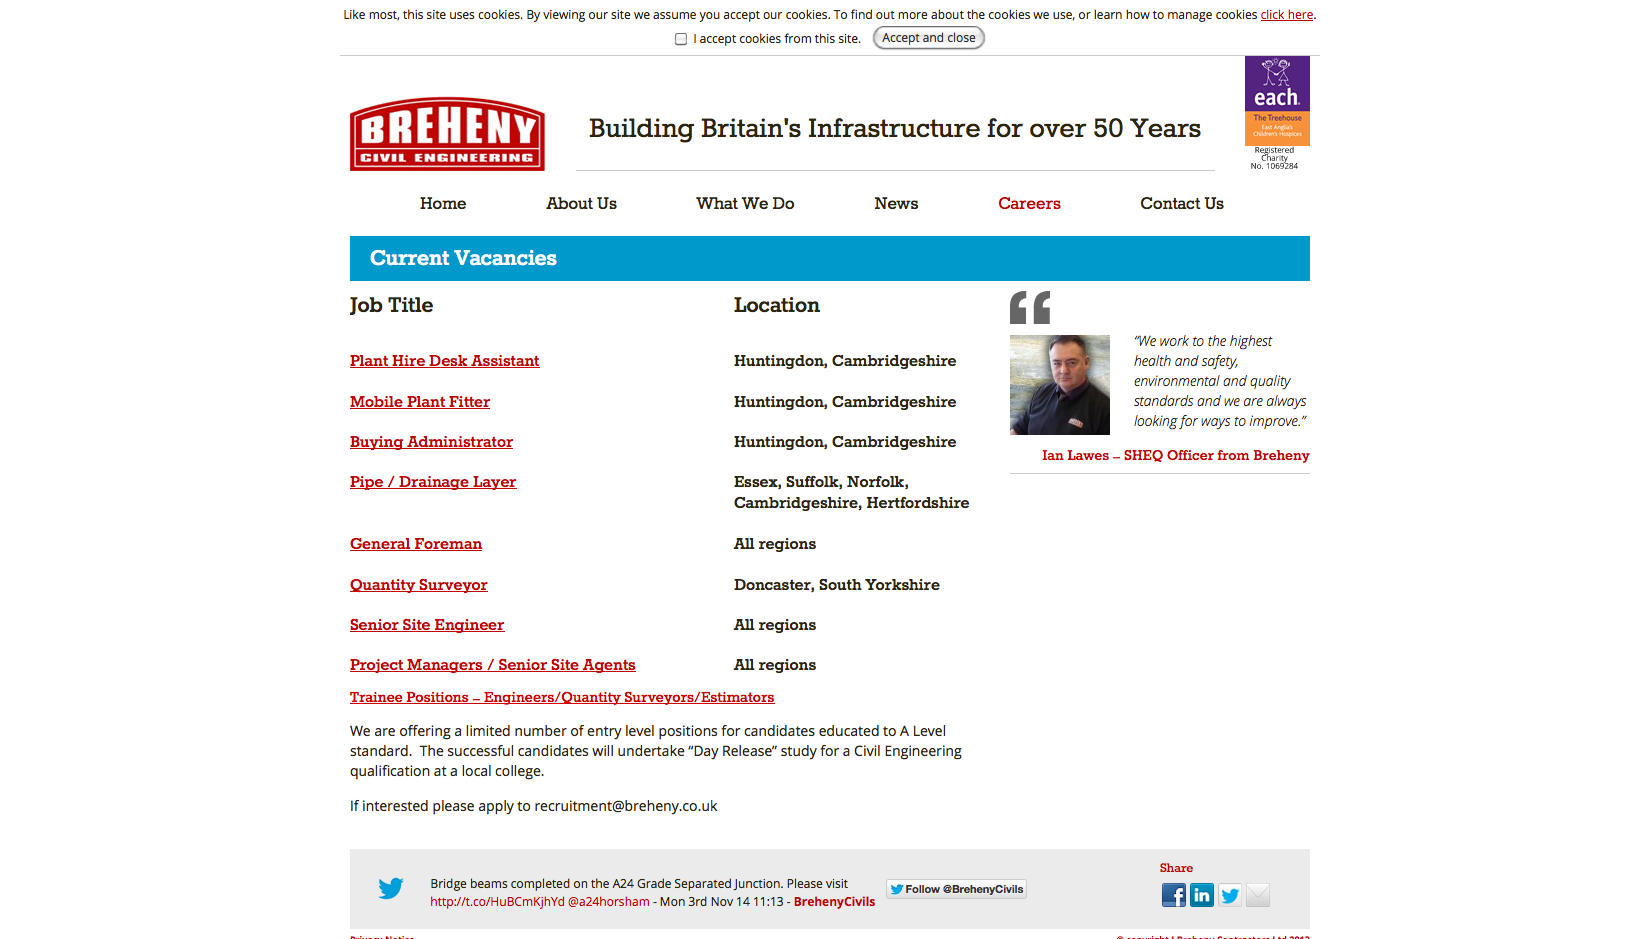 Like most, this site uses cookies. By viewing our site we assume you accept our cookies. To find out more about the cookies we use, or learn how to manage cookies click here.
I accept cookies from this site. Accept and close
BREHENY
CIVIL ENGINEERING
Building Britain's Infrastructure for over 50 Years
each
The Treehouse
East Anglia's
Children's Hospices
Registered
Charity
No. 1069284
Home About Us What We Do News Careers Contact Us
Current Vacancies
Job Title Location
Plant Hire Desk Assistant Huntingdon, Cambridgeshire
Mobile Plant Fitter Huntingdon, Cambridgeshire
Buying Administrator Huntingdon, Cambridgeshire
Pipe / Drainage Layer Essex, Suffolk, Norfolk,
Cambridgeshire, Hertfordshire
General Foreman All regions
Quantity Surveyor Doncaster, South Yorkshire
Senior Site Engineer All regions
Project Managers / Senior Site Agents All regions
Trainee Positions – Engineers/Quantity Surveyors/Estimators
We are offering a limited number of entry level positions for candidates educated to A Level
standard. The successful candidates will undertake “Day Release” study for a Civil Engineering
qualification at a local college.
If interested please apply to recruitment@breheny.co.uk
“We work to the highest
health and safety,
environmental and quality
standards and we are always
looking for ways to improve.”
Ian Lawes – SHEQ Officer from Breheny
Bridge beams completed on the A24 Grade Separated Junction. Please visit
http://t.co/HuBCmKjhYd @a24horsham - Mon 3rd Nov 14 11:13 - BrehenyCivils
Follow @BrehenyCivils
Share
Privacy Notice © copyright J Breheny Contractors Ltd 2013